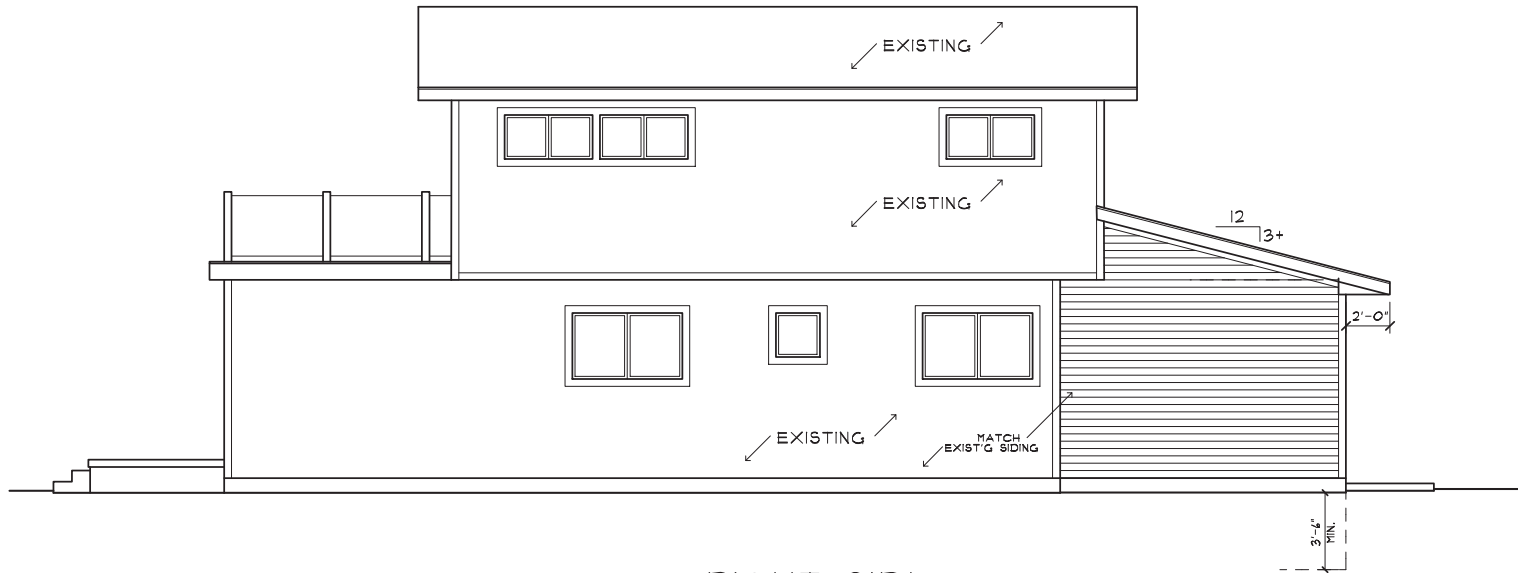 EXISTING
EXISTING
12
3+
2'-0"
EXISTING
MATCH
EXIST'G SIDING
3'-6"
MIN.